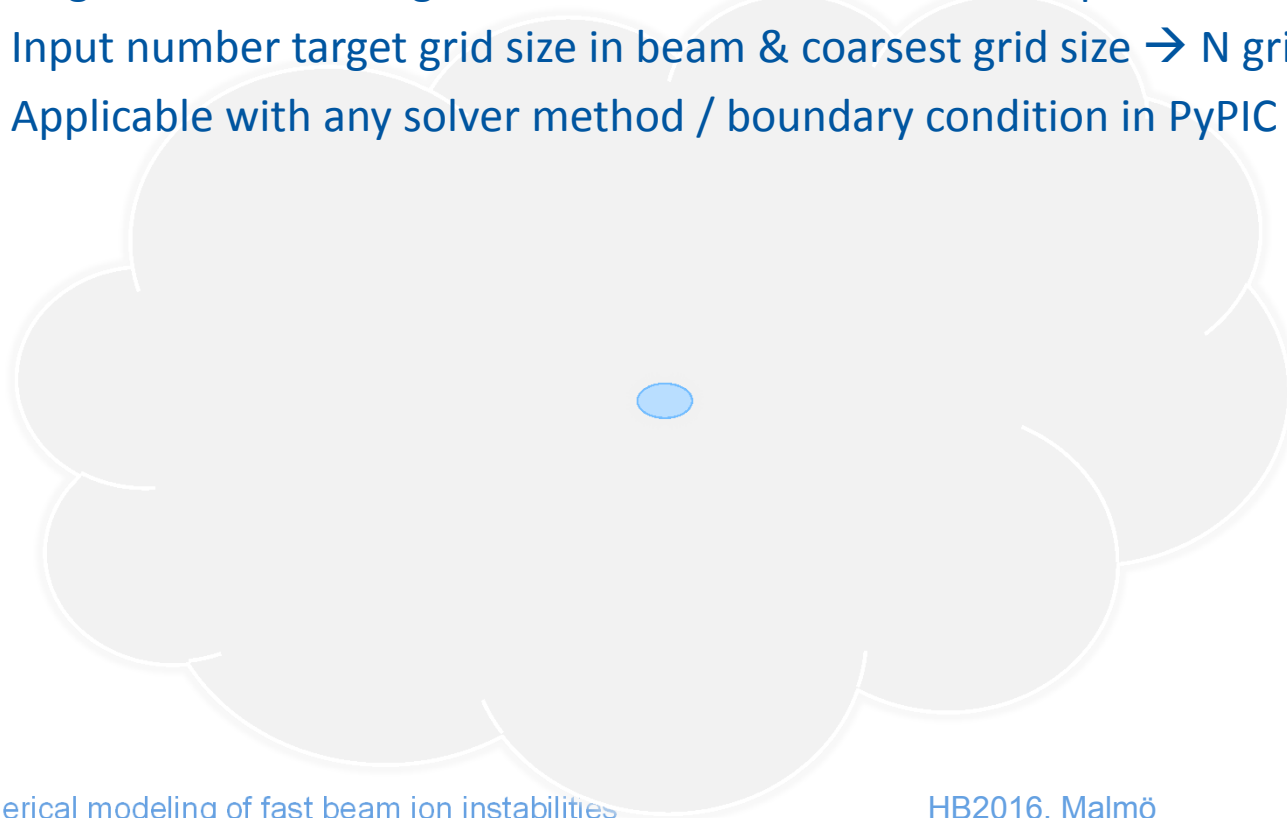 Input number target grid size in beam & coarsest grid size → N gri
Applicable with any solver method / boundary condition in PyPIC
erical modeling of fast beam ion instabilities
HB2016, Malmö